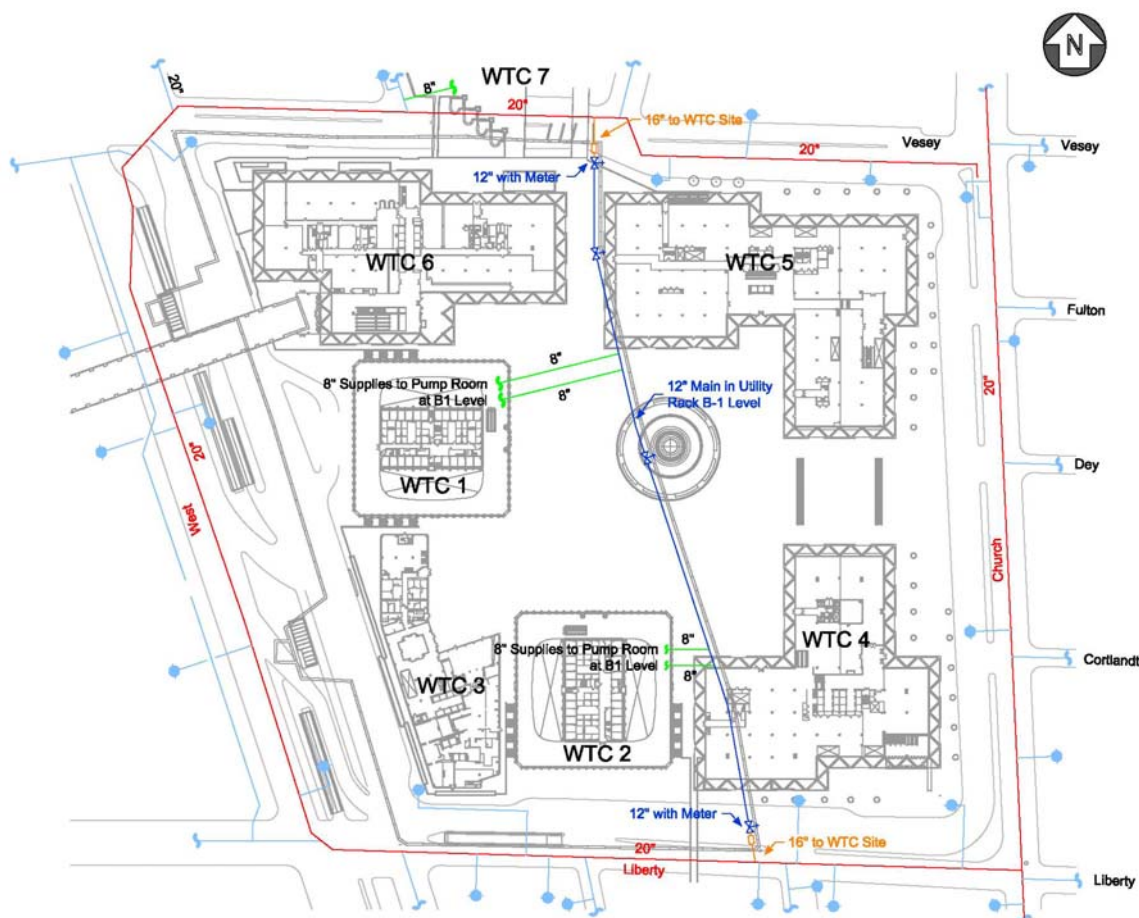 N
20"
8"
WTC 7
20"
16" to WTC Site
20"
Vesey
Vesey
12" with Meter
WTC 6
WTC 5
Fulton
8"
8" Supplies to Pump Room
at B1 Level
8"
12" Main in Utility
Rack B-1 Level
20"
20"
WTC 1
Dey
West
Church
8"
8" Supplies to Pump Room
at B1 Level
8"
WTC 4
Cortlandt
WTC 3
WTC 2
12" with Meter
16" to WTC Site
20"
Liberty
Liberty